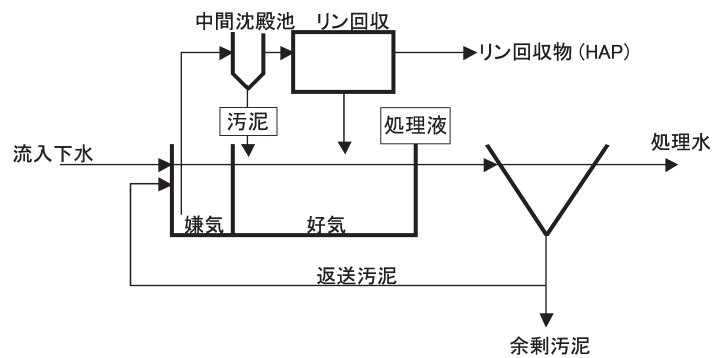 中間沈殿池
リン回収
リン回収物（HAP）
汚泥
処理液
流入下水
処理水
嫌気
好気
返送汚泥
余剰汚泥